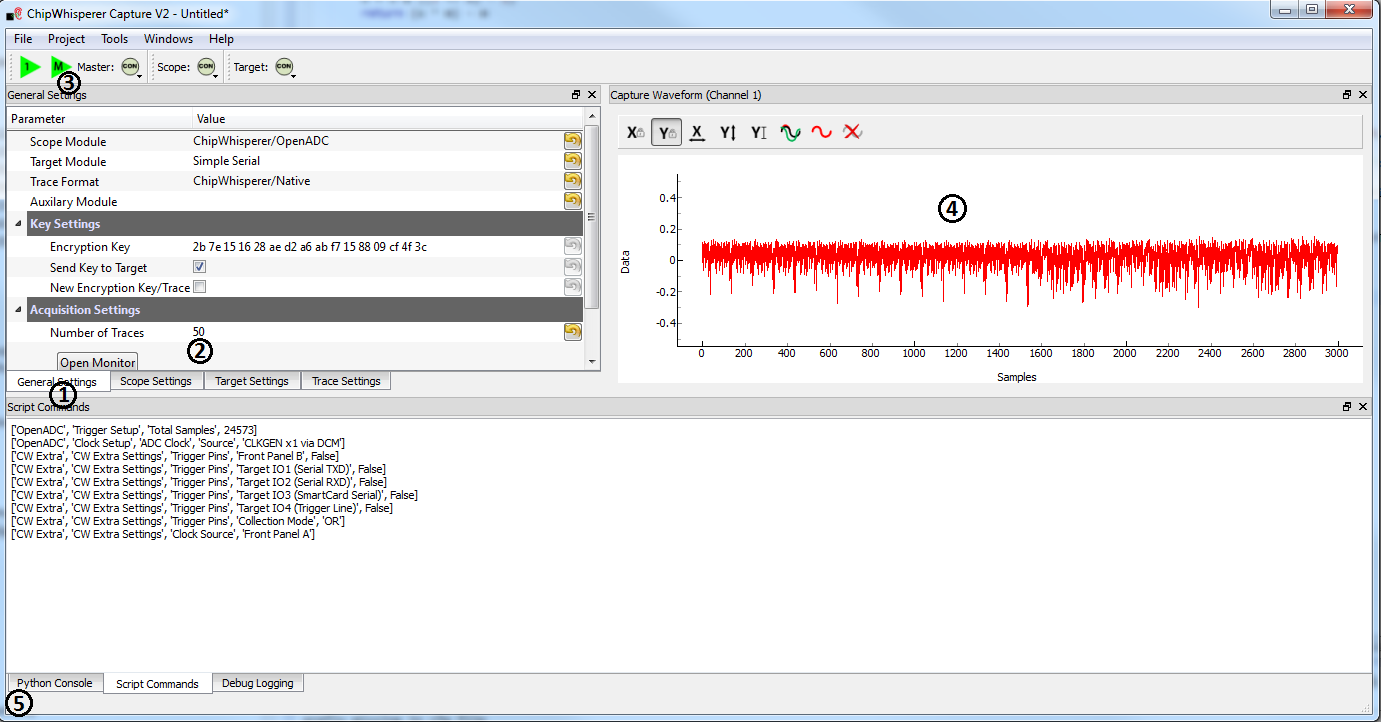 ChipWhisperer Capture V2 - Untitled*
File Project Tools Windows Help
1 M Master: CON Scope: CON Target: CON
③
General Settings
Parameter Value
Scope Module ChipWhisperer/OpenADC
Target Module Simple Serial
Trace Format ChipWhisperer/Native
Auxilary Module
Key Settings
Encryption Key 2b 7e 15 16 28 ae d2 a6 ab f7 15 88 09 cf 4f 3c
Send Key to Target
New Encryption Key/Trace
Acquisition Settings
Number of Traces 50
②
Open Monitor
General Settings Scope Settings Target Settings Trace Settings
①
Capture Waveform (Channel 1)
X Y X Y Y
④
0.4
0.2
0
-0.2
-0.4
Data
0 200 400 600 800 1000 1200 1400 1600 1800 2000 2200 2400 2600 2800 3000
Samples
Script Commands
['OpenADC', 'Trigger Setup', 'Total Samples', 24573]
['OpenADC', 'Clock Setup', 'ADC Clock', 'Source', 'CLKGEN x1 via DCM']
['CW Extra', 'CW Extra Settings', 'Trigger Pins', 'Front Panel B', False]
['CW Extra', 'CW Extra Settings', 'Trigger Pins', 'Target IO1 (Serial TXD)', False]
['CW Extra', 'CW Extra Settings', 'Trigger Pins', 'Target IO2 (Serial RXD)', False]
['CW Extra', 'CW Extra Settings', 'Trigger Pins', 'Target IO3 (SmartCard Serial)', False]
['CW Extra', 'CW Extra Settings', 'Trigger Pins', 'Target IO4 (Trigger Line)', False]
['CW Extra', 'CW Extra Settings', 'Trigger Pins', 'Collection Mode', 'OR']
['CW Extra', 'CW Extra Settings', 'Clock Source', 'Front Panel A']
Python Console Script Commands Debug Logging
⑤